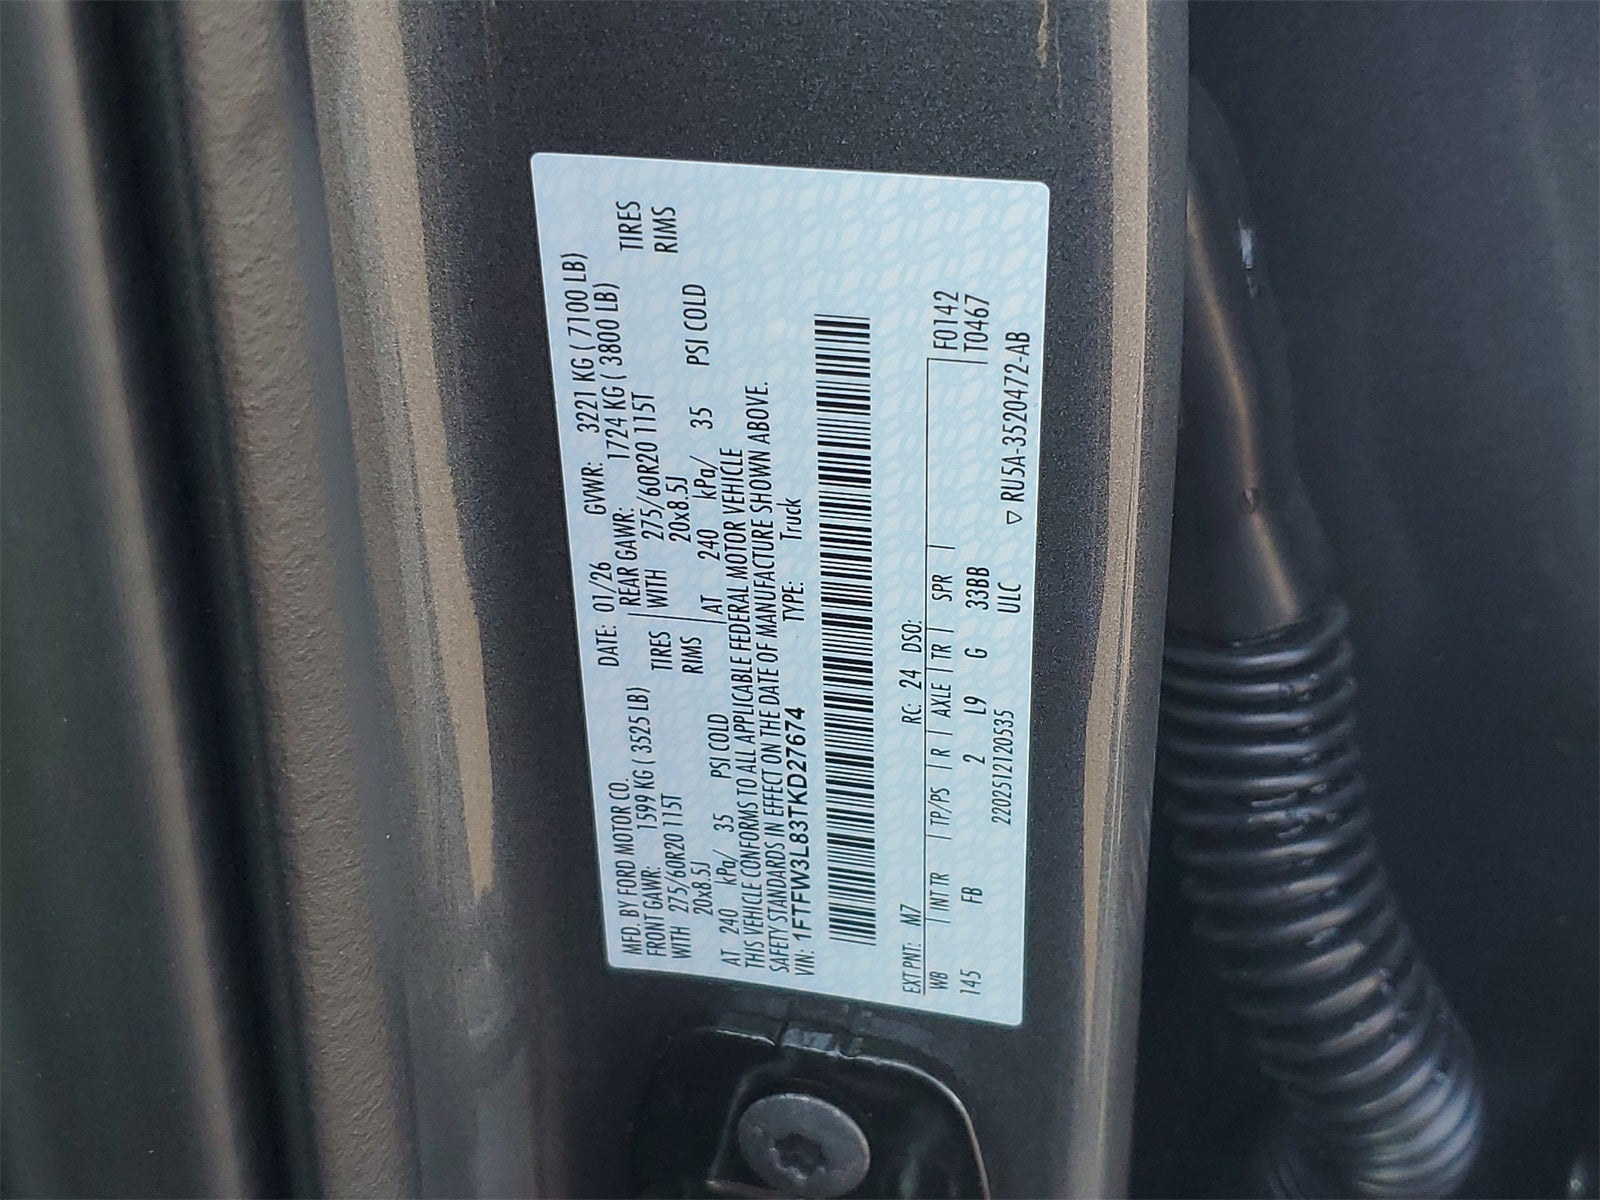 MFD. BY FORD MOTOR CO. DATE: 01/26 GVWR: 3221 KG ( 7100 LB)
FRONT GAWR: 1599 KG ( 3525 LB) REAR GAWR: 1724 KG ( 3800 LB)
WITH 275/60R20 115T TIRES WITH 275/60R20 115T TIRES
20x8.5J RIMS 20x8.5J RIMS
AT 240 kPa/ 35 PSI COLD AT 240 kPa/ 35 PSI COLD
THIS VEHICLE CONFORMS TO ALL APPLICABLE FEDERAL MOTOR VEHICLE
SAFETY STANDARDS IN EFFECT ON THE DATE OF MANUFACTURE SHOWN ABOVE.
VIN: 1FTFW3L83TKD27674 TYPE: Truck
EXT PNT: M7 RC: 24 DSO:
WB INT TR TP/PS R AXLE TR SPR F0142
145 FB 2 L9 G 33BB T0467
22025121 20535 ULC ▽ RU5A-3520472-AB